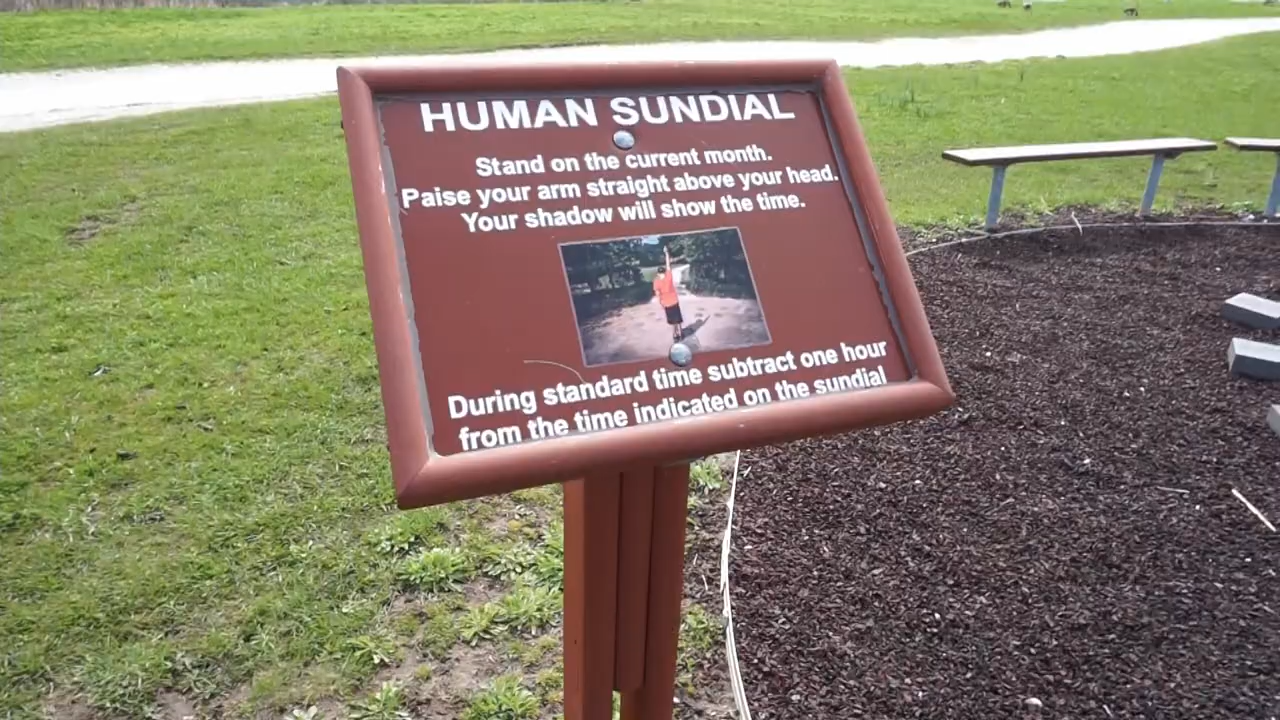 HUMAN SUNDIAL
Stand on the current month.
Paise your arm straight above your head.
Your shadow will show the time.
During standard time subtract one hour
from the time indicated on the sundial